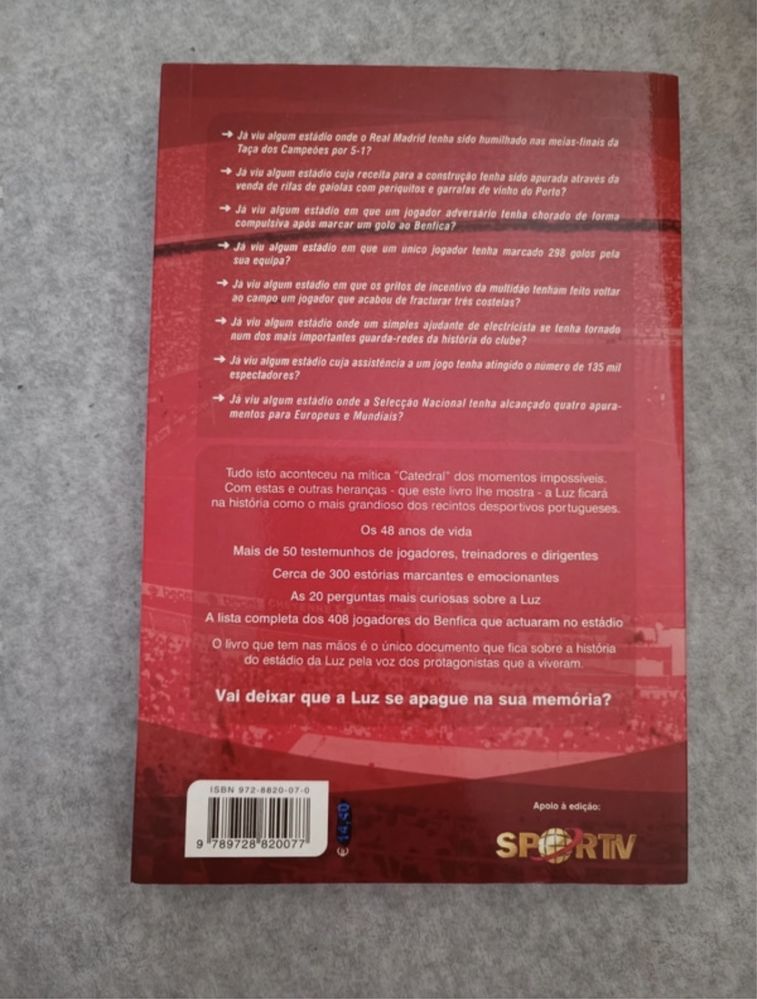 ➔ Já viu algum estádio onde o Real Madrid tenha sido humilhado nas meias-finais da
Taça dos Campeões por 5-1?
➔ Já viu algum estádio cuja receita para a construção tenha sido apurada através da
venda de rifas de gaiolas com periquitos e garrafas de vinho do Porto?
➔ Já viu algum estádio em que um jogador adversário tenha chorado de forma
compulsiva após marcar um golo ao Benfica?
➔ Já viu algum estádio em que um único jogador tenha marcado 298 golos pela
sua equipa?
➔ Já viu algum estádio em que os gritos de incentivo da multidão tenham feito voltar
ao campo um jogador que acabou de fracturar três costelas?
➔ Já viu algum estádio onde um simples ajudante de electricista se tenha tornado
num dos mais importantes guarda-redes da história do clube?
➔ Já viu algum estádio cuja assistência a um jogo tenha atingido o número de 135 mil
espectadores?
➔ Já viu algum estádio onde a Selecção Nacional tenha alcançado quatro apura-
mentos para Europeus e Mundiais?
Tudo isto aconteceu na mítica "Catedral" dos momentos impossíveis.
Com estas e outras heranças - que este livro lhe mostra - a Luz ficará
na história como o mais grandioso dos recintos desportivos portugueses.
Os 48 anos de vida
Mais de 50 testemunhos de jogadores, treinadores e dirigentes
Cerca de 300 estórias marcantes e emocionantes
As 20 perguntas mais curiosas sobre a Luz
A lista completa dos 408 jogadores do Benfica que actuaram no estádio
O livro que tem nas mãos é o único documento que fica sobre a história
do estádio da Luz pela voz dos protagonistas que a viveram.
Vai deixar que a Luz se apague na sua memória?
ISBN 972-8820-07-0
9 789728 820077
€ 14,40
Apoio à edição:
SPORTV